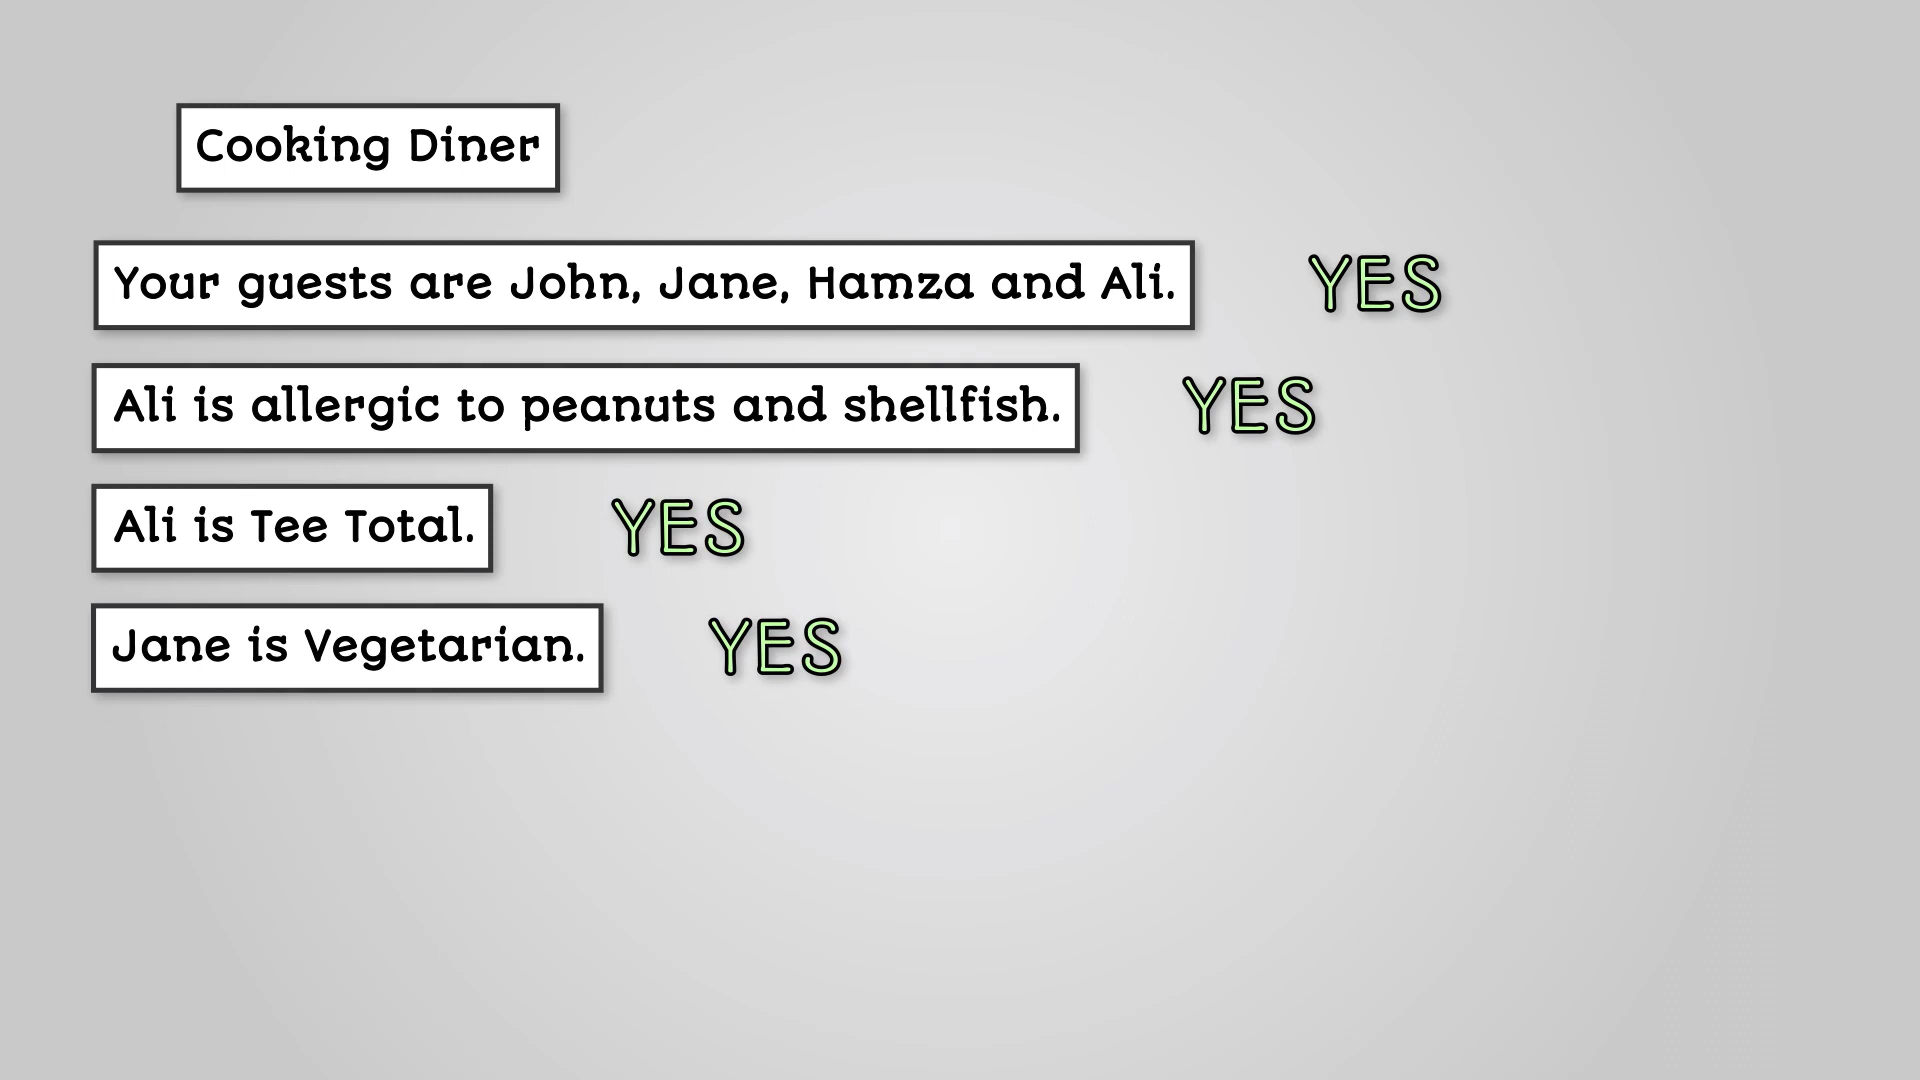 Cooking Diner
Your guests are John, Jane, Hamza and Ali. YES
Ali is allergic to peanuts and shellfish. YES
Ali is Tee Total. YES
Jane is Vegetarian. YES